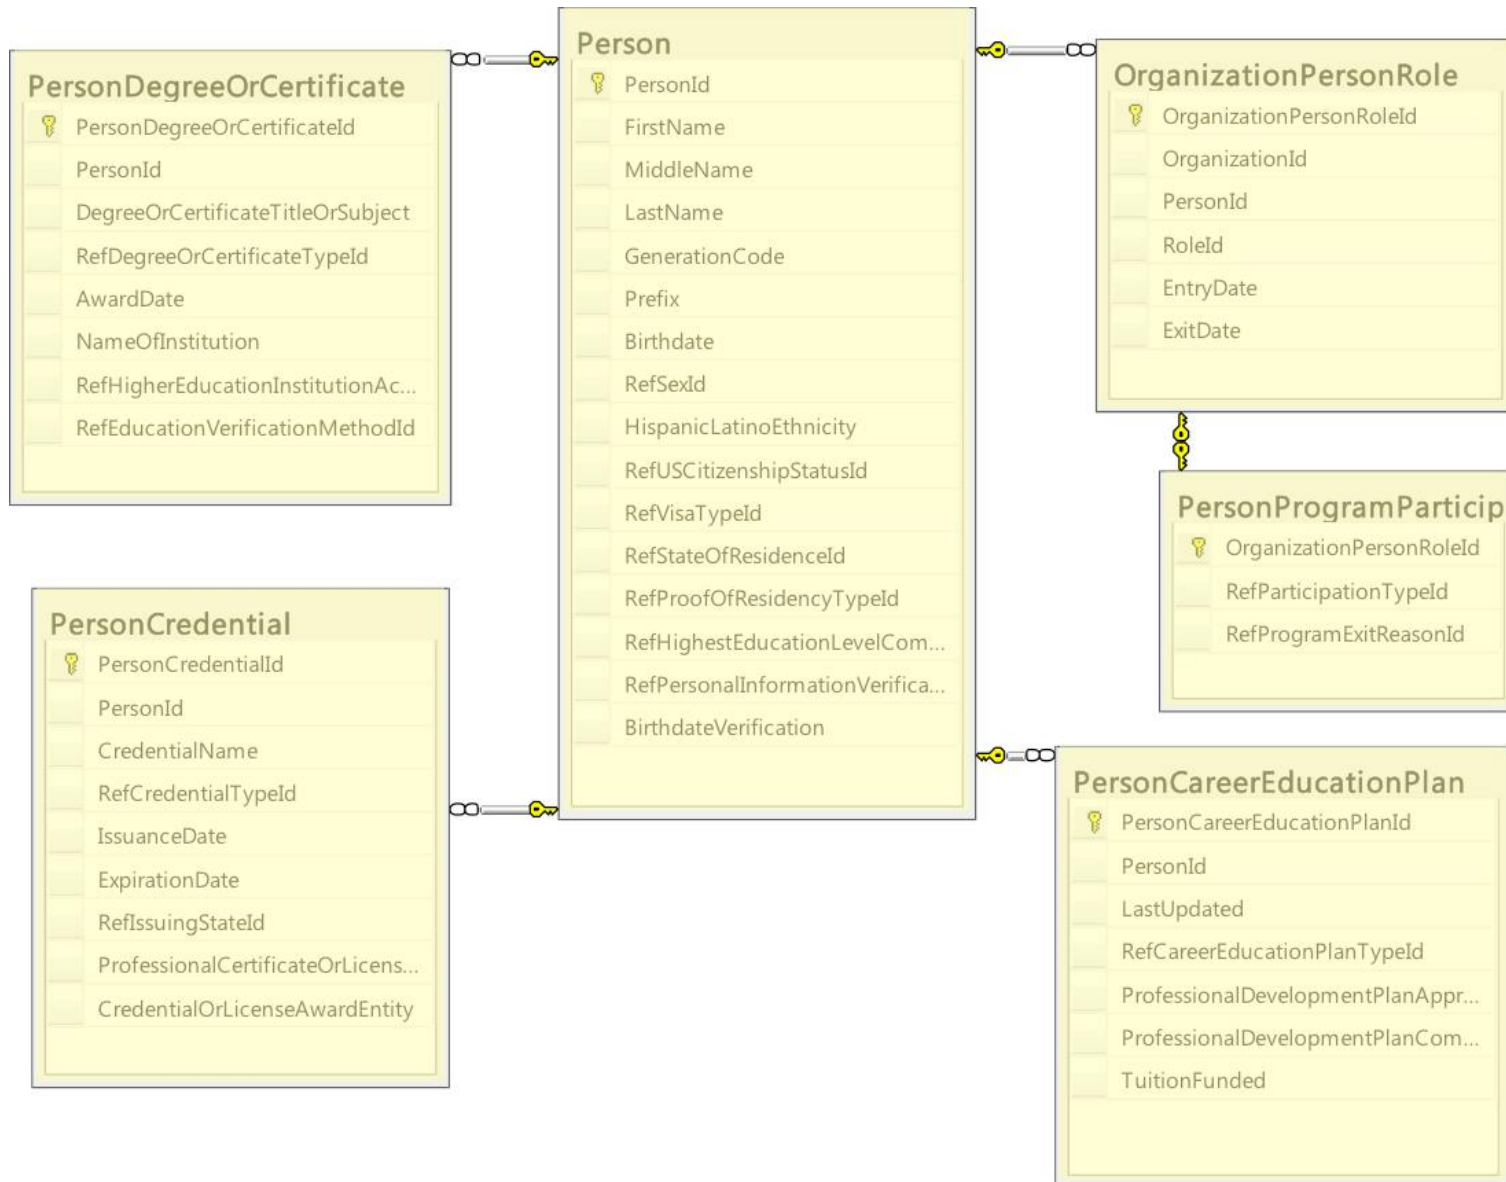 PersonDegreeOrCertificate
PersonDegreeOrCertificateId
PersonId
DegreeOrCertificateTitleOrSubject
RefDegreeOrCertificateTypeId
AwardDate
NameOfInstitution
RefHigherEducationInstitutionAc...
RefEducationVerificationMethodId
PersonCredential
PersonCredentialId
PersonId
CredentialName
RefCredentialTypeId
IssuanceDate
ExpirationDate
RefIssuingStateId
ProfessionalCertificateOrLicens...
CredentialOrLicenseAwardEntity
Person
PersonId
FirstName
MiddleName
LastName
GenerationCode
Prefix
Birthdate
RefSexId
HispanicLatinoEthnicity
RefUSCitizenshipStatusId
RefVisaTypeId
RefStateOfResidenceId
RefProofOfResidencyTypeId
RefHighestEducationLevelCom...
RefPersonalInformationVerifica...
BirthdateVerification
OrganizationPersonRole
OrganizationPersonRoleId
OrganizationId
PersonId
RoleId
EntryDate
ExitDate
PersonProgramParticip
OrganizationPersonRoleId
RefParticipationTypeId
RefProgramExitReasonId
PersonCareerEducationPlan
PersonCareerEducationPlanId
PersonId
LastUpdated
RefCareerEducationPlanTypeId
ProfessionalDevelopmentPlanAppr...
ProfessionalDevelopmentPlanCom...
TuitionFunded